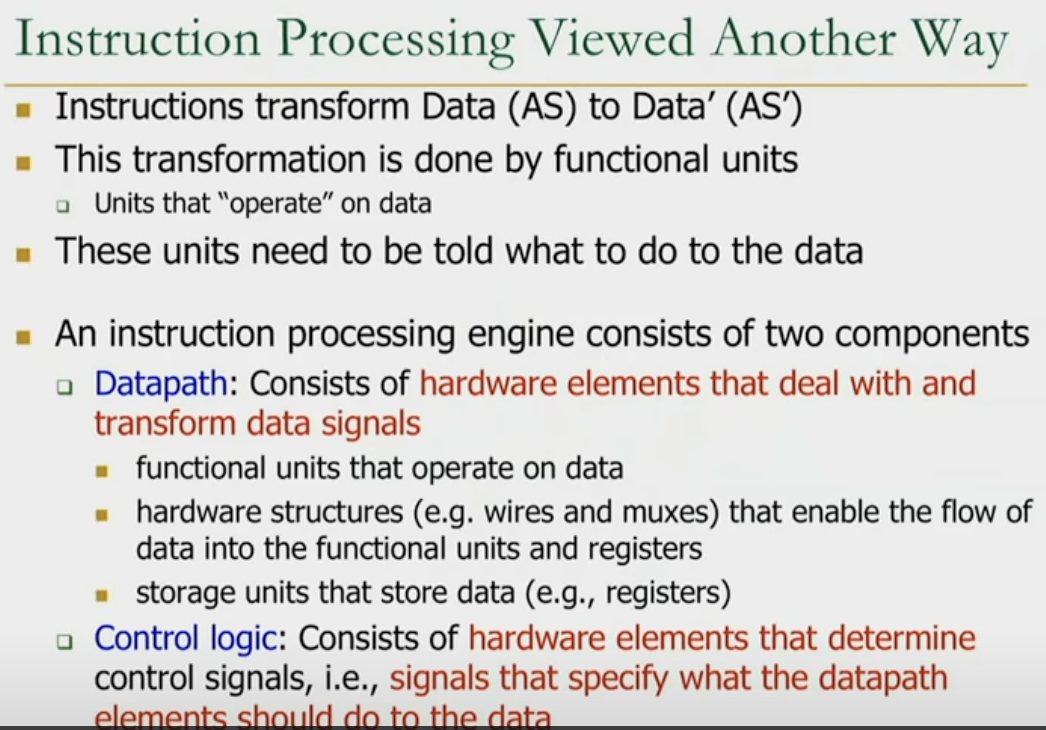 Instruction Processing Viewed Another Way
Instructions transform Data (AS) to Data′ (AS′)
This transformation is done by functional units
Units that “operate” on data
These units need to be told what to do to the data
An instruction processing engine consists of two components
Datapath: Consists of hardware elements that deal with and
transform data signals
functional units that operate on data
hardware structures (e.g. wires and muxes) that enable the flow of
data into the functional units and registers
storage units that store data (e.g., registers)
Control logic: Consists of hardware elements that determine
control signals, i.e., signals that specify what the datapath
elements should do to the data